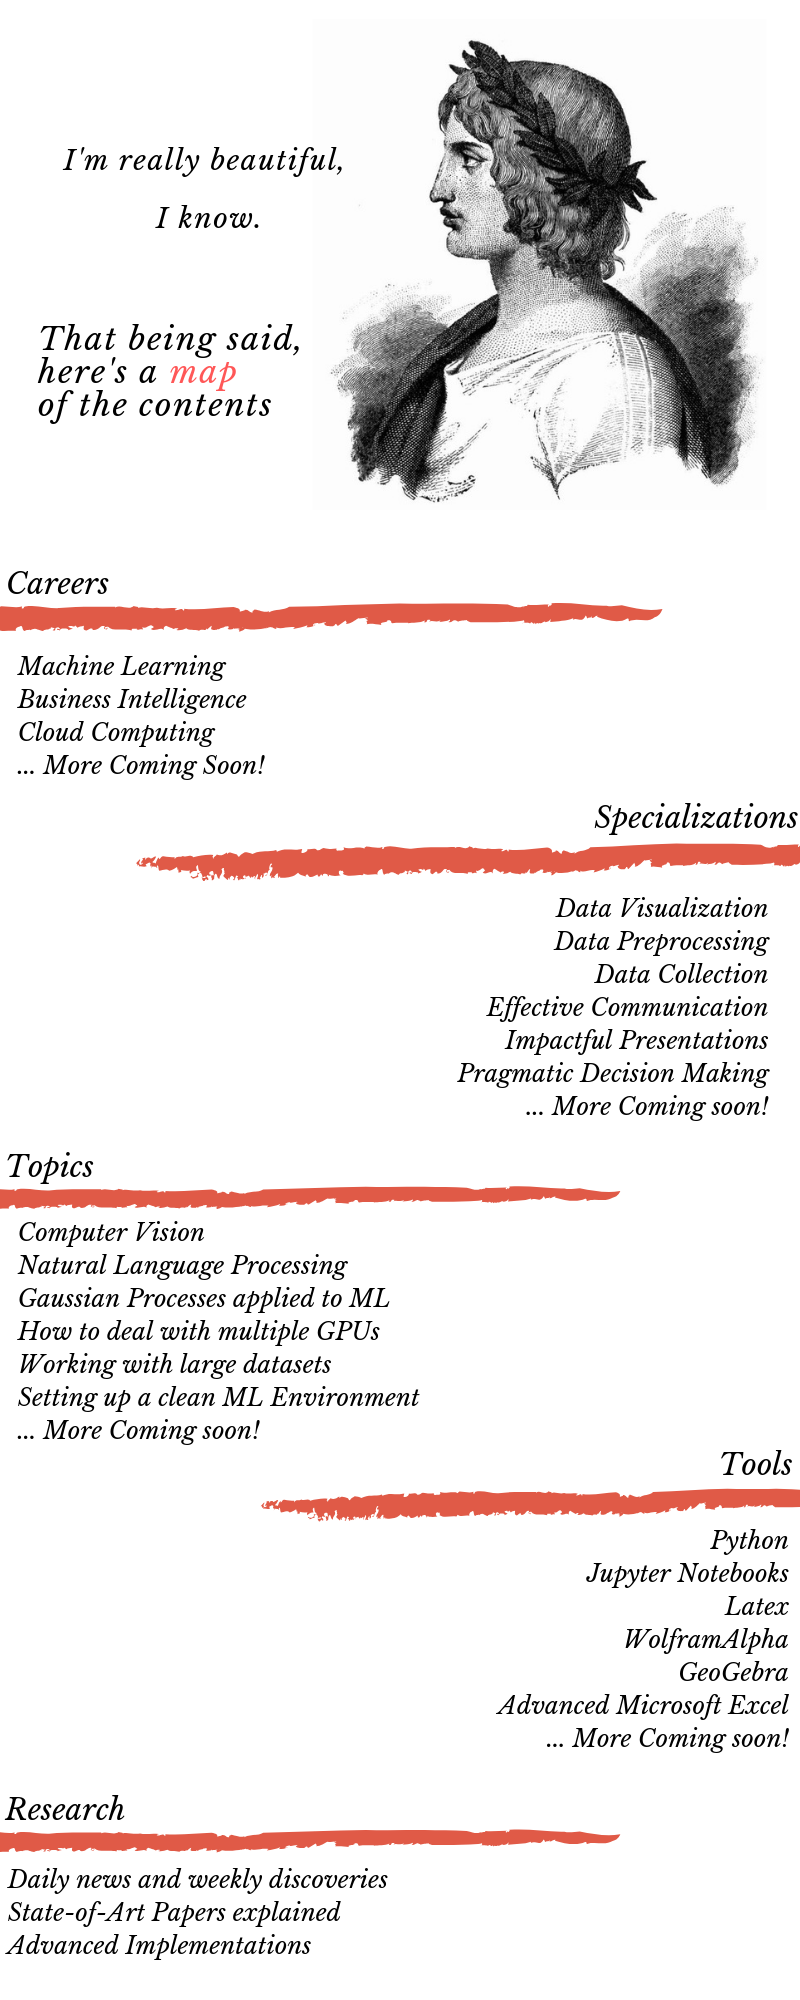 I'm really beautiful,
I know.
That being said,
here's a map
of the contents
Careers
Machine Learning
Business Intelligence
Cloud Computing
... More Coming Soon!
Specializations
Data Visualization
Data Preprocessing
Data Collection
Effective Communication
Impactful Presentations
Pragmatic Decision Making
... More Coming soon!
Topics
Computer Vision
Natural Language Processing
Gaussian Processes applied to ML
How to deal with multiple GPUs
Working with large datasets
Setting up a clean ML Environment
... More Coming soon!
Tools
Python
Jupyter Notebooks
Latex
WolframAlpha
GeoGebra
Advanced Microsoft Excel
... More Coming soon!
Research
Daily news and weekly discoveries
State-of-Art Papers explained
Advanced Implementations